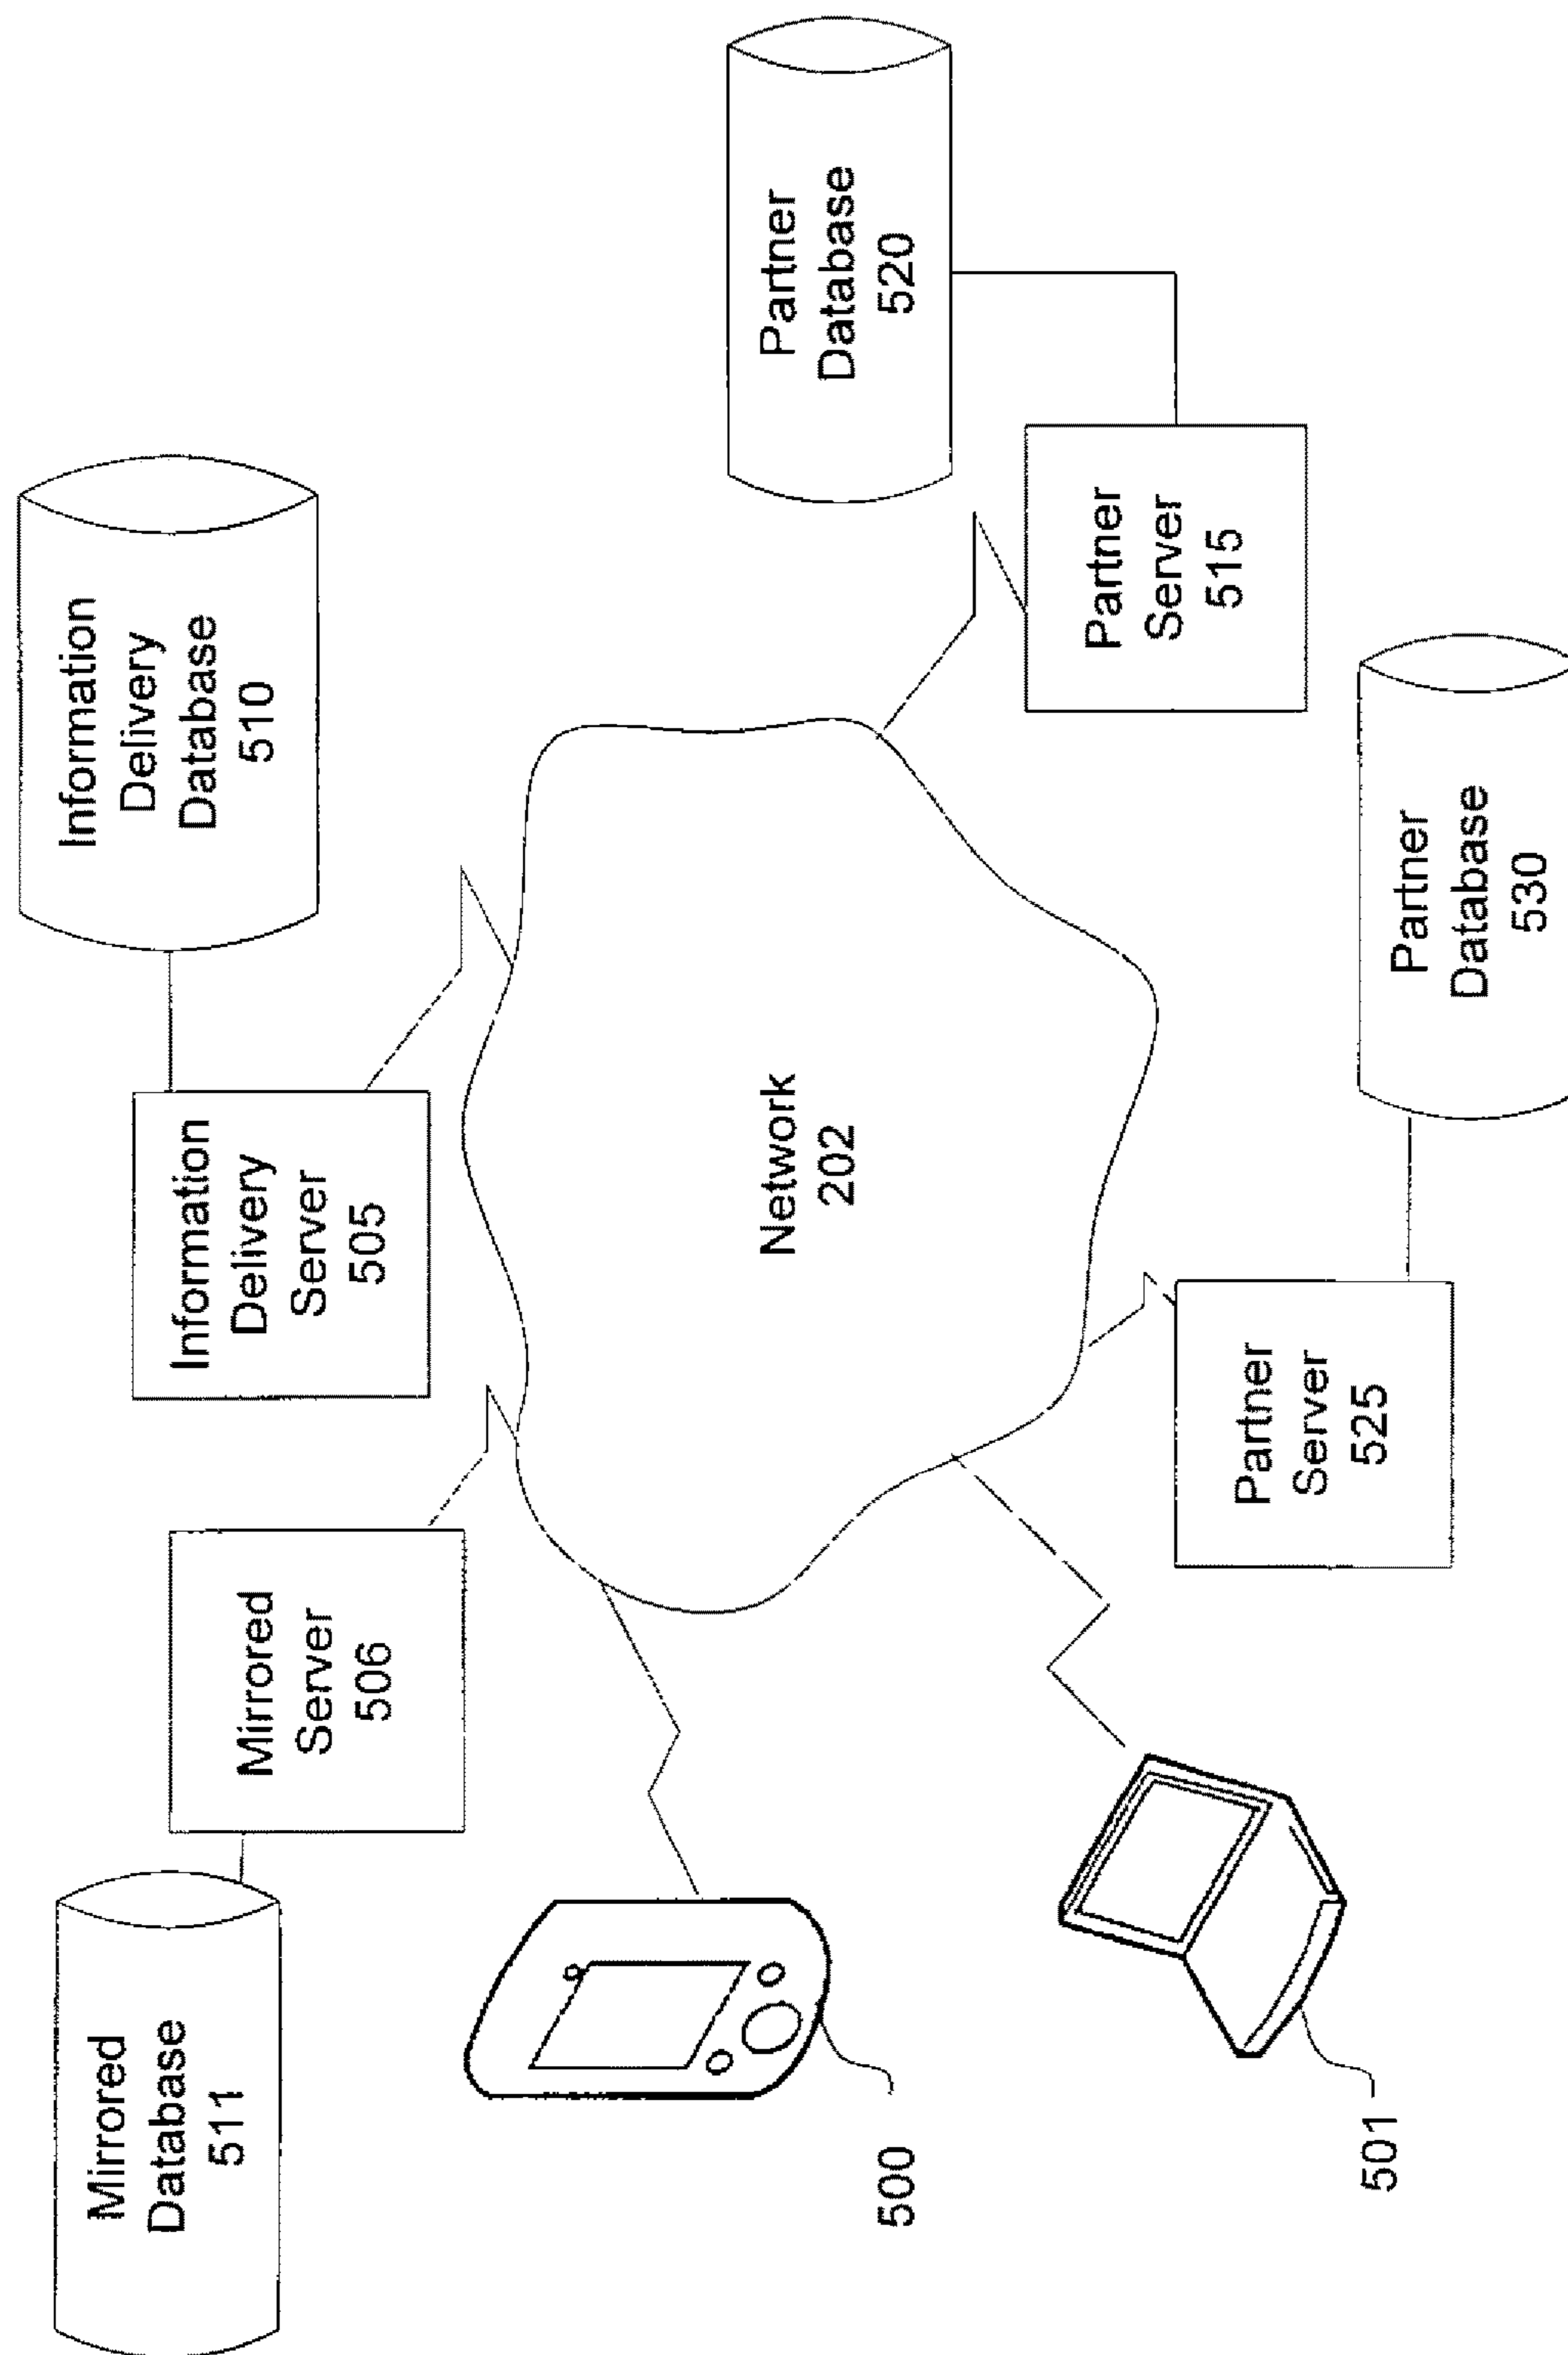 Mirrored
Database
511
Mirrored
Server
506
Information
Delivery
Server
505
Information
Delivery
Database
510
Network
202
Partner
Database
520
Partner
Server
515
500
501
Partner
Server
525
Partner
Database
530